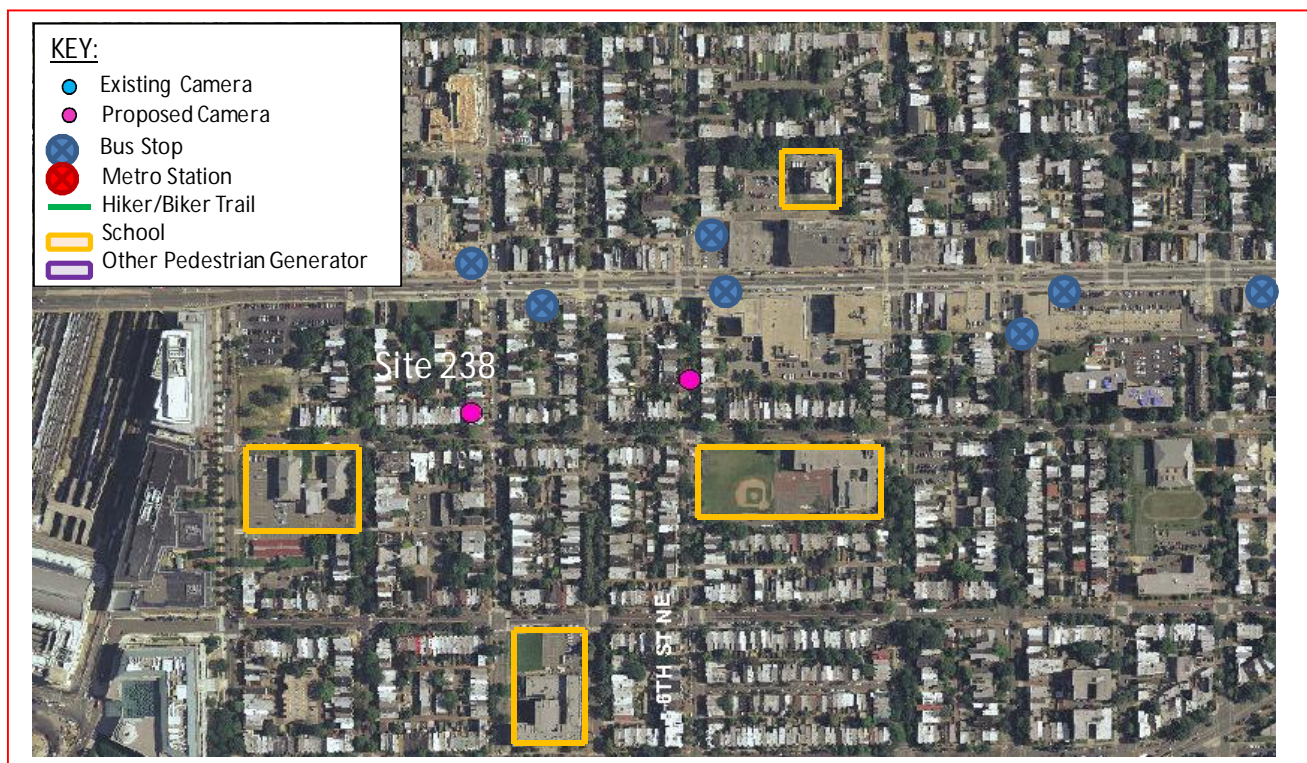 KEY:
Existing Camera
Proposed Camera
Bus Stop
Metro Station
Hiker/Biker Trail
School
Other Pedestrian Generator
Site 238
6TH ST NE